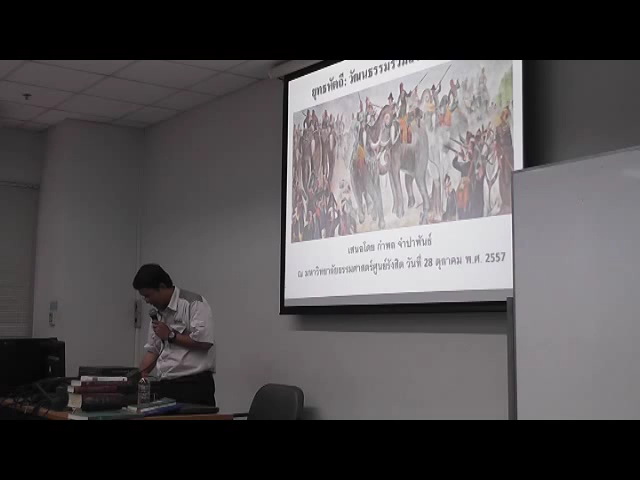 ยุทธหัตถี: วัฒนธรรมร่วม
เสนอโดย กำพล จำปาพันธ์
ณ มหาวิทยาลัยธรรมศาสตร์ศูนย์รังสิต วันที่ 28 ตุลาคม พ.ศ. 2557